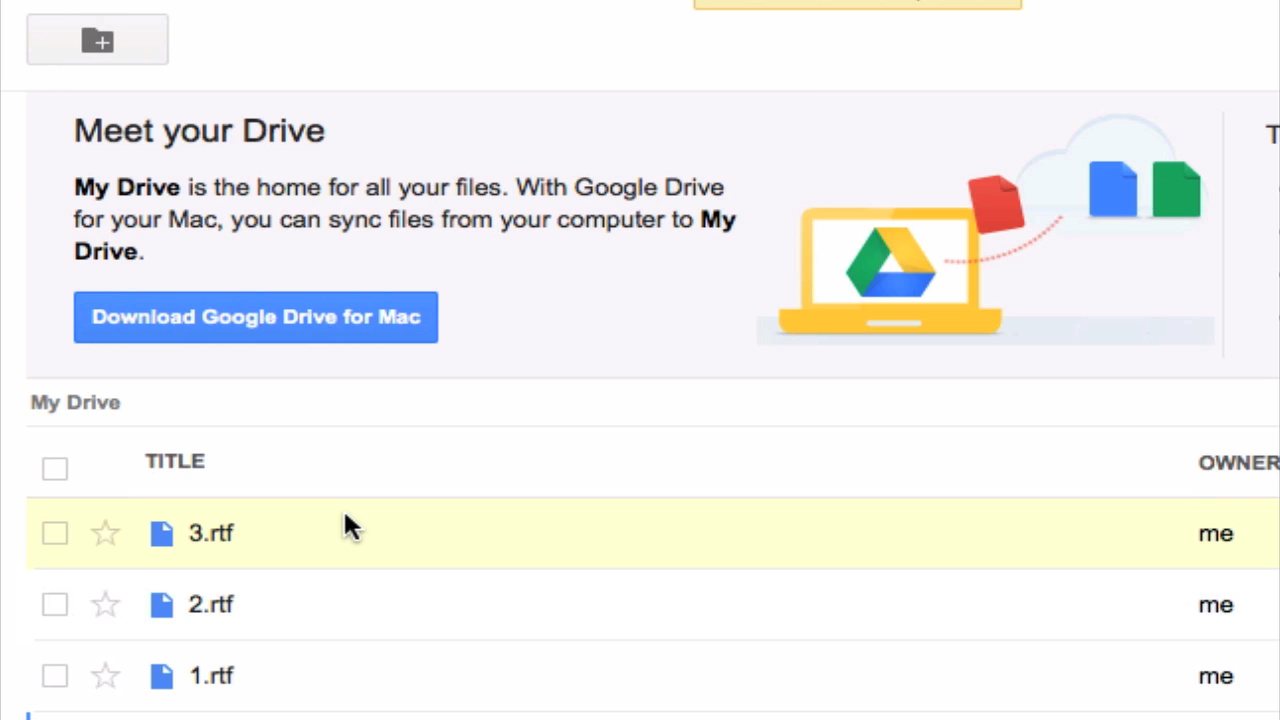 Meet your Drive
My Drive is the home for all your files. With Google Drive
for your Mac, you can sync files from your computer to My
Drive.
Download Google Drive for Mac
My Drive
TITLE
OWNER
3.rtf
me
2.rtf
me
1.rtf
me